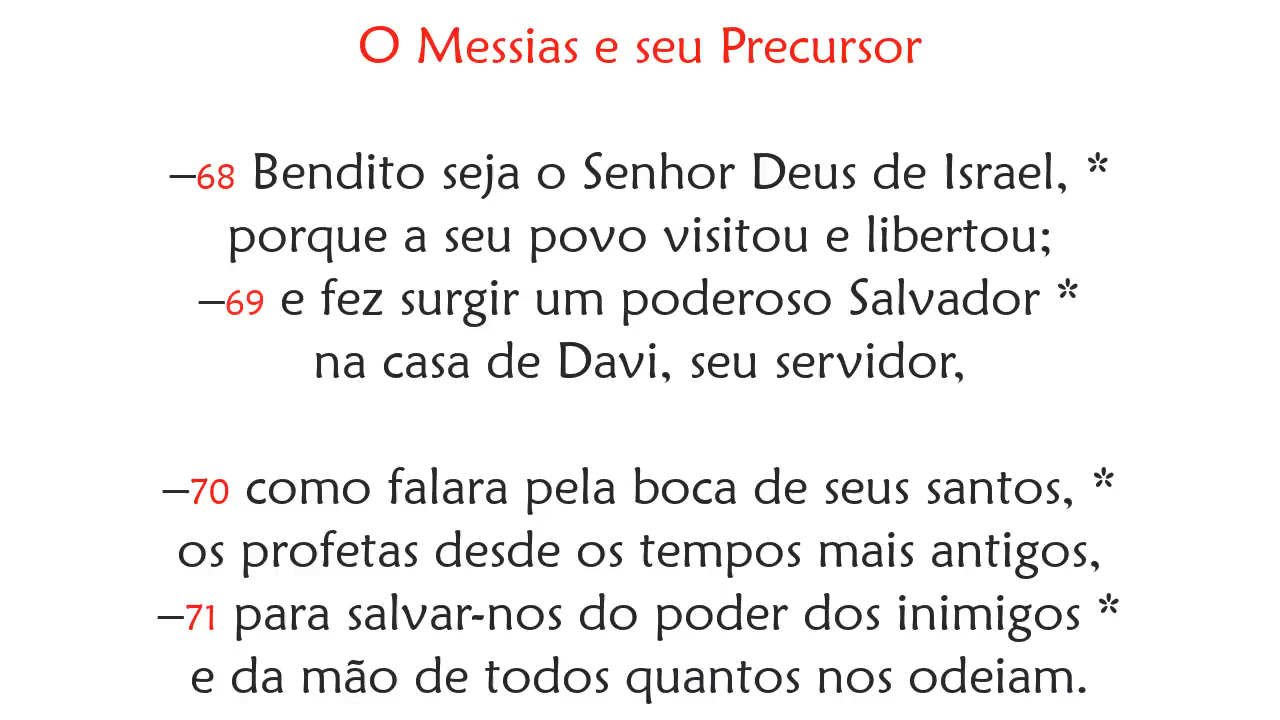 O Messias e seu Precursor
–68 Bendito seja o Senhor Deus de Israel, *
porque a seu povo visitou e libertou;
–69 e fez surgir um poderoso Salvador *
na casa de Davi, seu servidor,
–70 como falara pela boca de seus santos, *
os profetas desde os tempos mais antigos,
–71 para salvar-nos do poder dos inimigos *
e da mão de todos quantos nos odeiam.